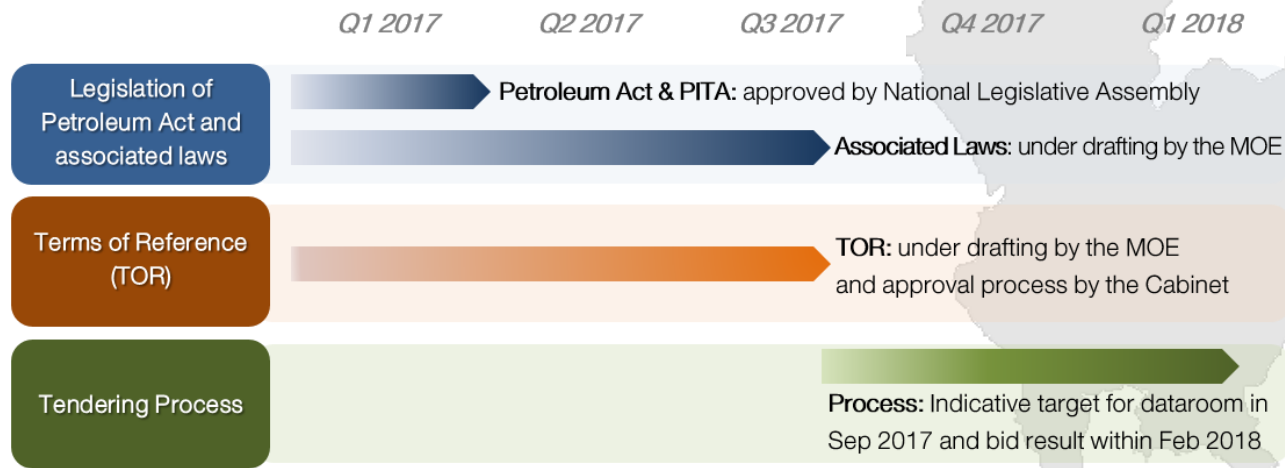 Q1 2017 Q2 2017 Q3 2017 Q4 2017 Q1 2018
Legislation of
Petroleum Act and
associated laws
Petroleum Act & PITA: approved by National Legislative Assembly
Associated Laws: under drafting by the MOE
Terms of Reference
(TOR)
TOR: under drafting by the MOE
and approval process by the Cabinet
Tendering Process
Process: Indicative target for dataroom in
Sep 2017 and bid result within Feb 2018